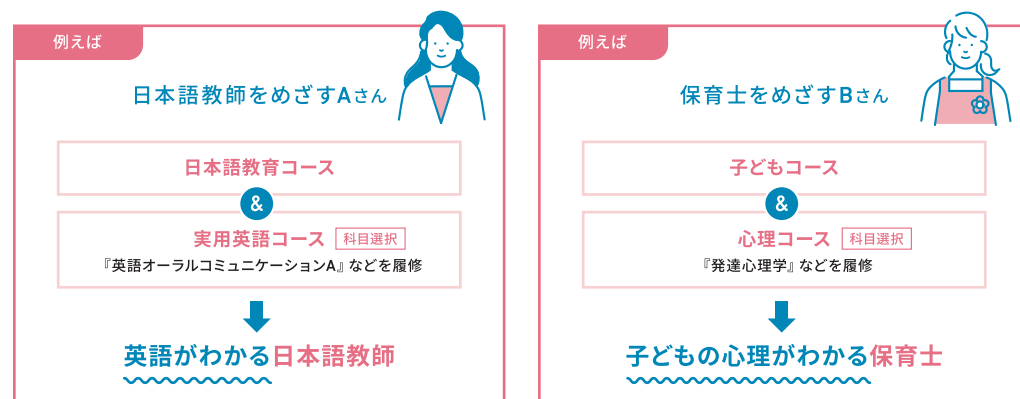 例えば
日本語教師をめざすAさん
日本語教育コース
&
実用英語コース 科目選択
『英語オーラルコミュニケーションA』などを履修
英語がわかる日本語教師
例えば
保育士をめざすBさん
子どもコース
&
心理コース 科目選択
『発達心理学』などを履修
子どもの心理がわかる保育士